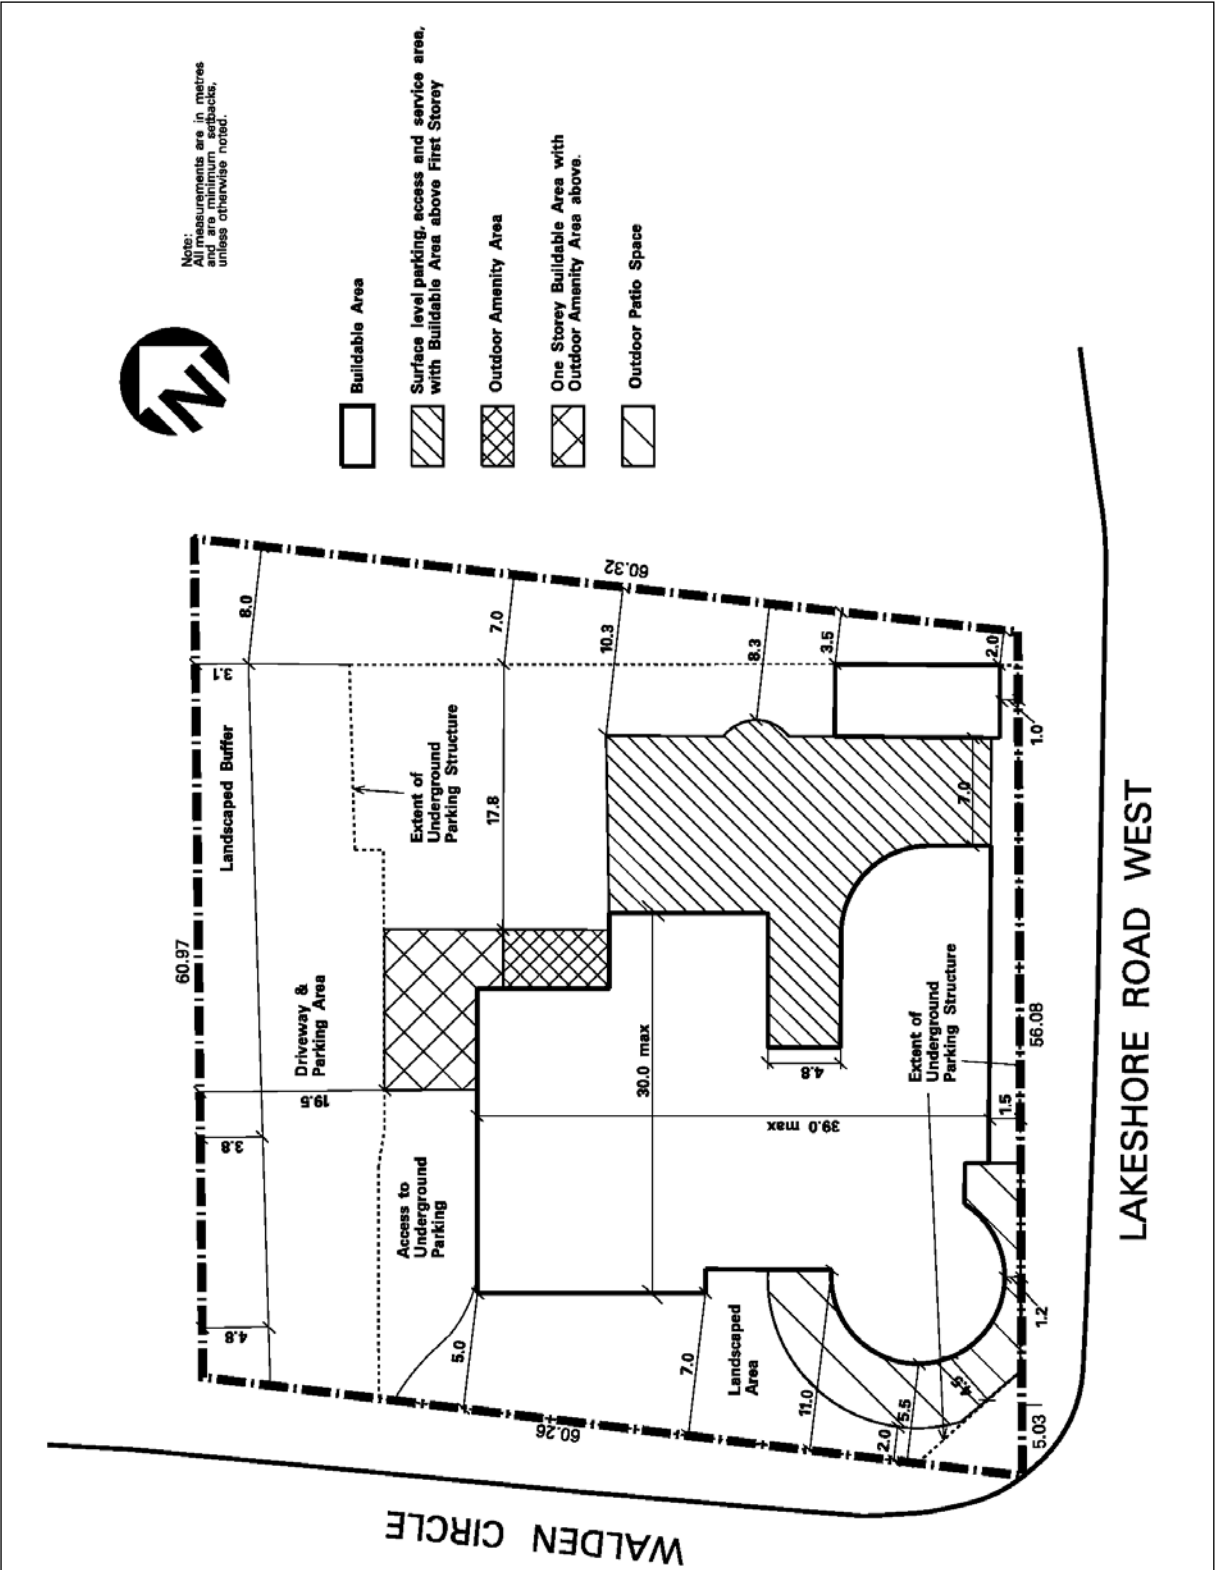 Note:
All measurements are in metres
and are minimum setbacks,
unless otherwise noted.
N
Buildable Area
Surface level parking, access and service area,
with Buildable Area above First Storey
Outdoor Amenity Area
One Storey Buildable Area with
Outdoor Amenity Area above.
Outdoor Patio Space
60.97
60.32
56.08
5.03
60.26
8.0
3.1
7.0
10.3
8.3
3.5
2.0
1.0
7.0
17.8
Landscaped Buffer
Extent of
Underground
Parking Structure
Driveway &
Parking Area
19.5
3.8
4.8
Access to
Underground
Parking
30.0 max
39.0 max
4.8
Extent of
Underground
Parking Structure
1.5
1.2
5.0
7.0
Landscaped
Area
11.0
2.0
5.5
LAKESHORE ROAD WEST
WALDEN CIRCLE